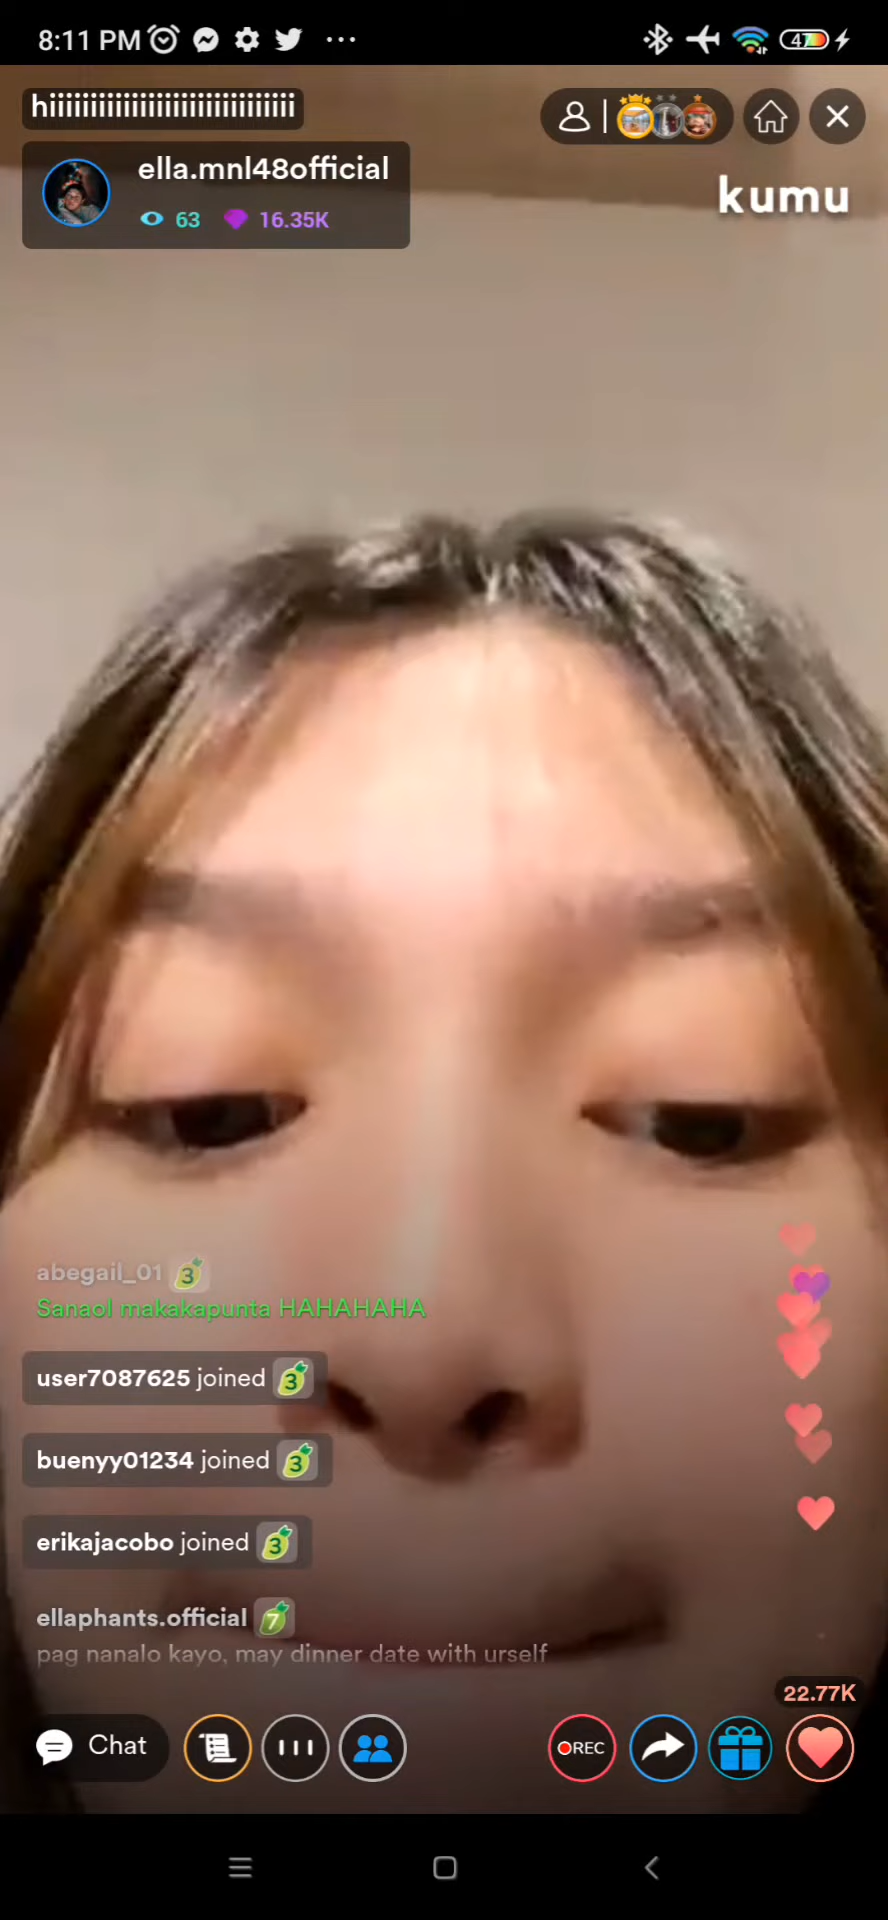 8:11 PM
47
hiiiiiiiiiiiiiiiiiiiiiiiiiiiii
ella.mnl48official
63 16.35K
kumu
abegail_01 3
Sanaol makakapunta HAHAHAHA
user7087625 joined 3
buenyy01234 joined 3
erikajacobo joined 3
ellaphants.official 7
pag nanalo kayo, may dinner date with urself
22.77K
Chat
REC